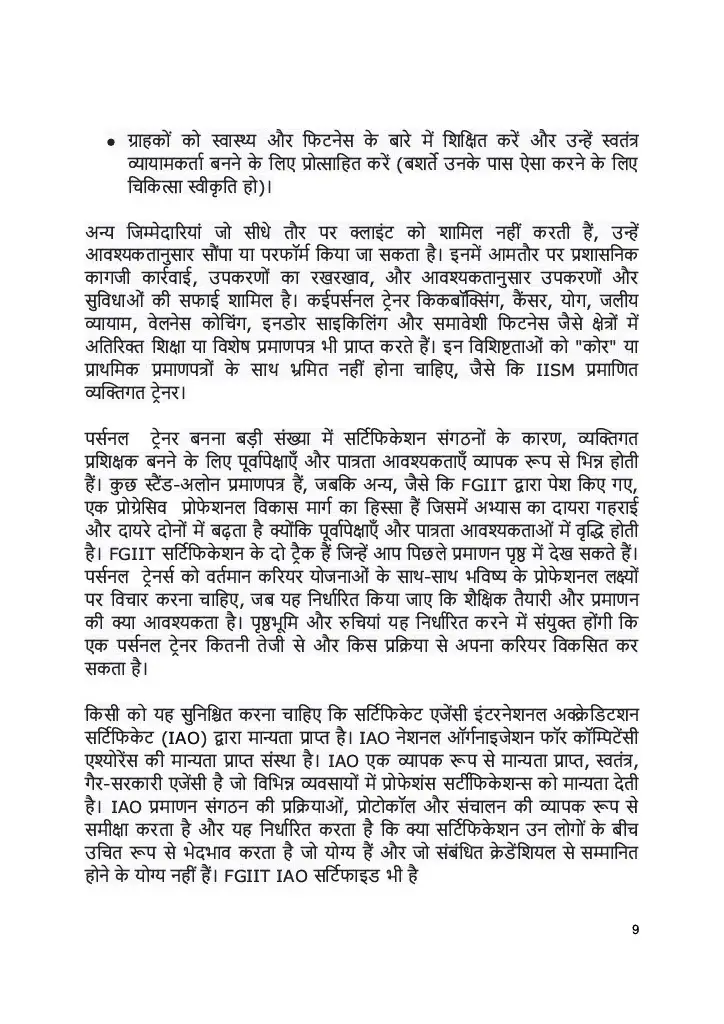 ● ग्राहकों को स्वास्थ्य और फिटनेस के बारे में शिक्षित करें और उन्हें स्वतंत्र
व्यायामकर्ता बनने के लिए प्रोत्साहित करें (बशर्ते उनके पास ऐसा करने के लिए
चिकित्सा स्वीकृति हो)।
अन्य जिम्मेदारियां जो सीधे तौर पर क्लाइंट को शामिल नहीं करती हैं, उन्हें
आवश्यकतानुसार सौंपा या परफॉर्म किया जा सकता है। इनमें आमतौर पर प्रशासनिक
कागजी कार्रवाई, उपकरणों का रखरखाव, और आवश्यकतानुसार उपकरणों और
सुविधाओं की सफाई शामिल है। कईपर्सनल ट्रेनर किकबॉक्सिंग, कैंसर, योग, जलीय
व्यायाम, वेलनेस कोचिंग, इनडोर साइकिलिंग और समावेशी फिटनेस जैसे क्षेत्रों में
अतिरिक्त शिक्षा या विशेष प्रमाणपत्र भी प्राप्त करते हैं। इन विशिष्टताओं को "कोर" या
प्राथमिक प्रमाणपत्रों के साथ भ्रमित नहीं होना चाहिए, जैसे कि IISM प्रमाणित
व्यक्तिगत ट्रेनर।
पर्सनल ट्रेनर बनना बड़ी संख्या में सर्टिफिकेशन संगठनों के कारण, व्यक्तिगत
प्रशिक्षक बनने के लिए पूर्वापेक्षाएँ और पात्रता आवश्यकताएँ व्यापक रूप से भिन्न होती
हैं। कुछ स्टैंड-अलोन प्रमाणपत्र हैं, जबकि अन्य, जैसे कि FGIIT द्वारा पेश किए गए,
एक प्रोग्रेसिव प्रोफेशनल विकास मार्ग का हिस्सा हैं जिसमें अभ्यास का दायरा गहराई
और दायरे दोनों में बढ़ता है क्योंकि पूर्वापेक्षाएँ और पात्रता आवश्यकताओं में वृद्धि होती
है। FGIIT सर्टिफिकेशन के दो ट्रैक हैं जिन्हें आप पिछले प्रमाणन पृष्ठ में देख सकते हैं।
पर्सनल ट्रेनर्स को वर्तमान करियर योजनाओं के साथ-साथ भविष्य के प्रोफेशनल लक्ष्यों
पर विचार करना चाहिए, जब यह निर्धारित किया जाए कि शैक्षिक तैयारी और प्रमाणन
की क्या आवश्यकता है। पृष्ठभूमि और रुचियां यह निर्धारित करने में संयुक्त होंगी कि
एक पर्सनल ट्रेनर कितनी तेजी से और किस प्रक्रिया से अपना करियर विकसित कर
सकता है।
किसी को यह सुनिश्चित करना चाहिए कि सर्टिफिकेट एजेंसी इंटरनेशनल अक्रेडिटशन
सर्टिफिकेट (IAO) द्वारा मान्यता प्राप्त है। IAO नेशनल ऑर्गनाइजेशन फॉर कॉम्पिटेंसी
एश्योरेंस की मान्यता प्राप्त संस्था है। IAO एक व्यापक रूप से मान्यता प्राप्त, स्वतंत्र,
गैर-सरकारी एजेंसी है जो विभिन्न व्यवसायों में प्रोफेशंस सर्टीफिकेशन्स को मान्यता देती
है। IAO प्रमाणन संगठन की प्रक्रियाओं, प्रोटोकॉल और संचालन की व्यापक रूप से
समीक्षा करता है और यह निर्धारित करता है कि क्या सर्टिफिकेशन उन लोगों के बीच
उचित रूप से भेदभाव करता है जो योग्य हैं और जो संबंधित क्रेडेंशियल से सम्मानित
होने के योग्य नहीं हैं। FGIIT IAO सर्टिफाइड भी है
9